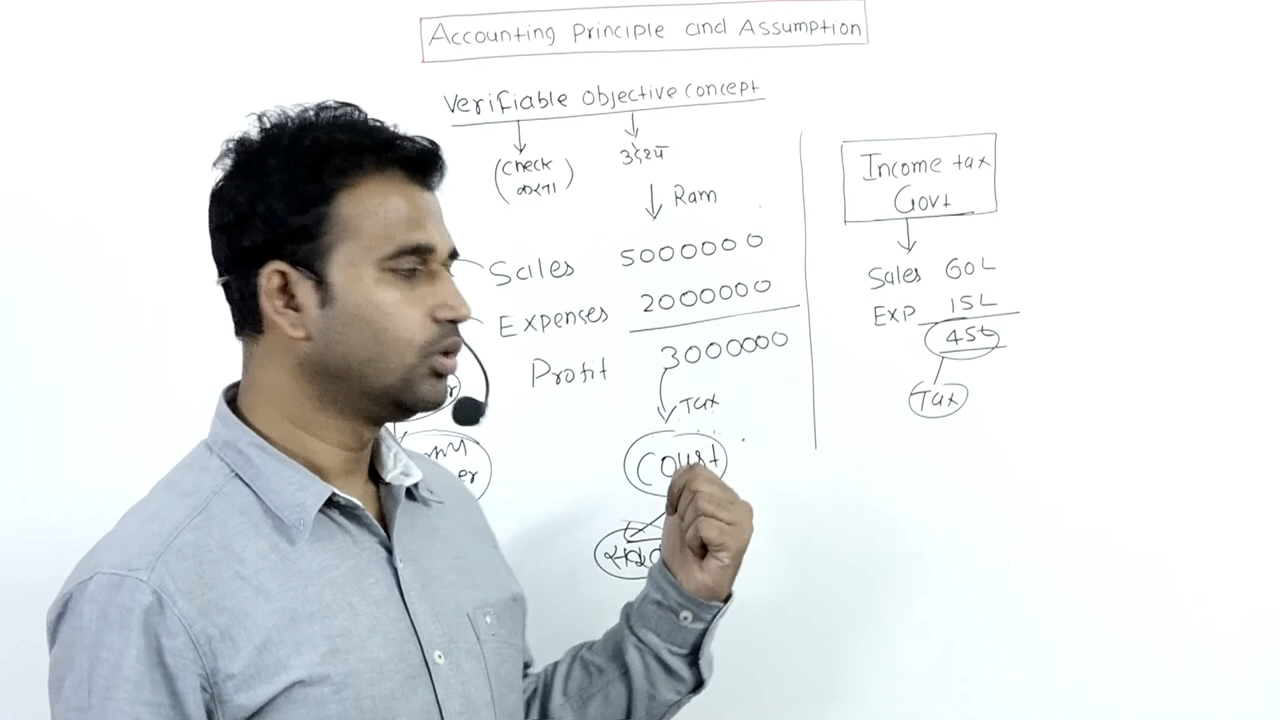 Accounting Principle and Assumption
Verifiable Objective concept
(Check करना)
उद्देश्य
Ram
Sales 5000000
Expenses 2000000
Profit 3000000
Tax
Court
Income tax
Govt
Sales 60L
Exp 15L
45L
Tax